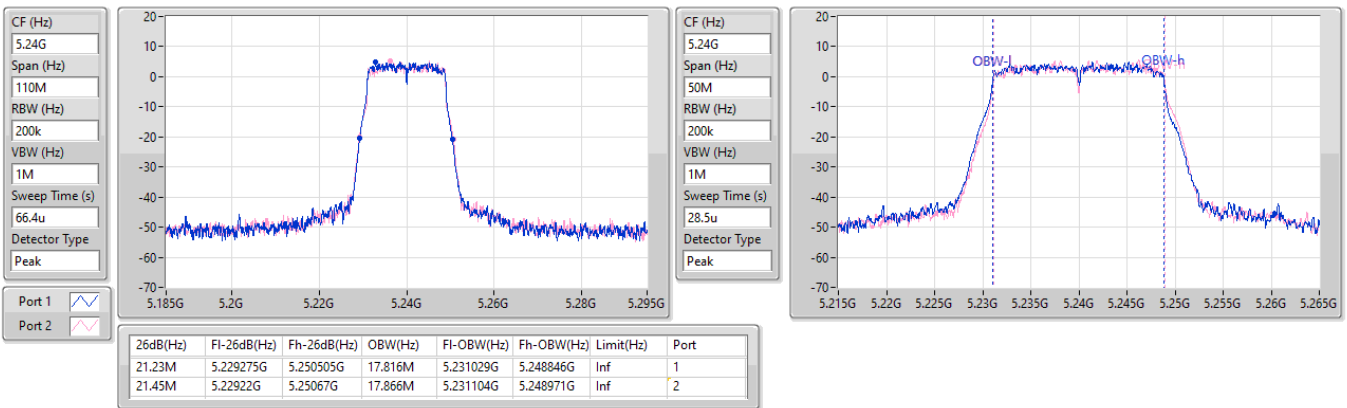 CF (Hz)
5.24G
Span (Hz)
110M
RBW (Hz)
200k
VBW (Hz)
1M
Sweep Time (s)
66.4u
Detector Type
Peak
Port 1
Port 2
20
10
0
-10
-20
-30
-40
-50
-60
-70
5.185G 5.2G 5.22G 5.24G 5.26G 5.28G 5.295G
CF (Hz)
5.24G
Span (Hz)
50M
RBW (Hz)
200k
VBW (Hz)
1M
Sweep Time (s)
28.5u
Detector Type
Peak
20
10
0
-10
-20
-30
-40
-50
-60
-70
OBW-l OBW-h
5.215G 5.22G 5.225G 5.23G 5.235G 5.24G 5.245G 5.25G 5.255G 5.26G 5.265G
26dB(Hz) Fl-26dB(Hz) Fh-26dB(Hz) OBW(Hz) Fl-OBW(Hz) Fh-OBW(Hz) Limit(Hz) Port
21.23M 5.229275G 5.250505G 17.816M 5.231029G 5.248846G Inf 1
21.45M 5.22922G 5.25067G 17.866M 5.231104G 5.248971G Inf 2